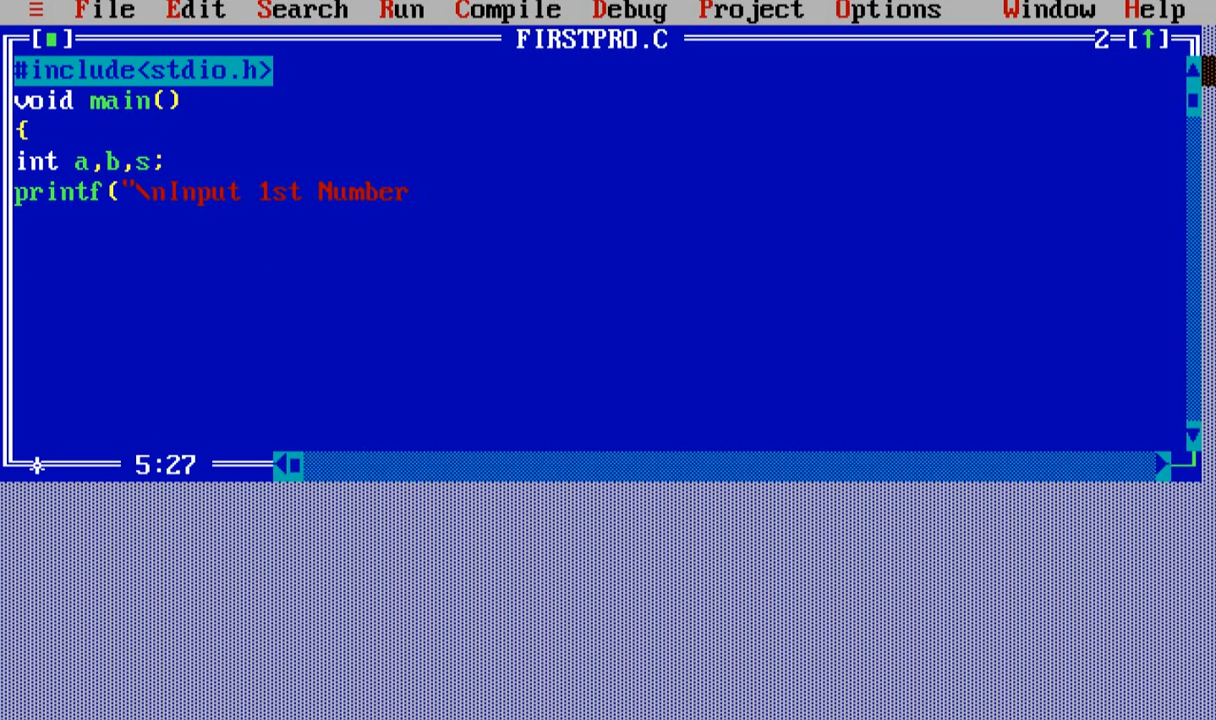 ≡ File Edit Search Run Compile Debug Project Options Window Help
[■] FIRSTPRO.C 2=[↑]
#include<stdio.h>
void main()
{
int a,b,s;
printf("\nInput 1st Number
5:27